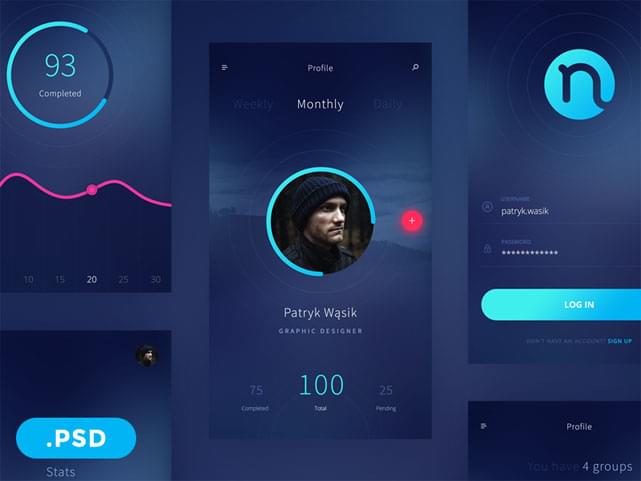 93
Completed
10 15 20 25 30
.PSD
Stats
Profile
Weekly Monthly Daily
+
Patryk Wąsik
GRAPHIC DESIGNER
75 100 25
Completed Total Pending
n
USERNAME
patryk.wasik
PASSWORD
************
LOG IN
DON'T HAVE AN ACCOUNT? SIGN UP
Profile
You have 4 groups